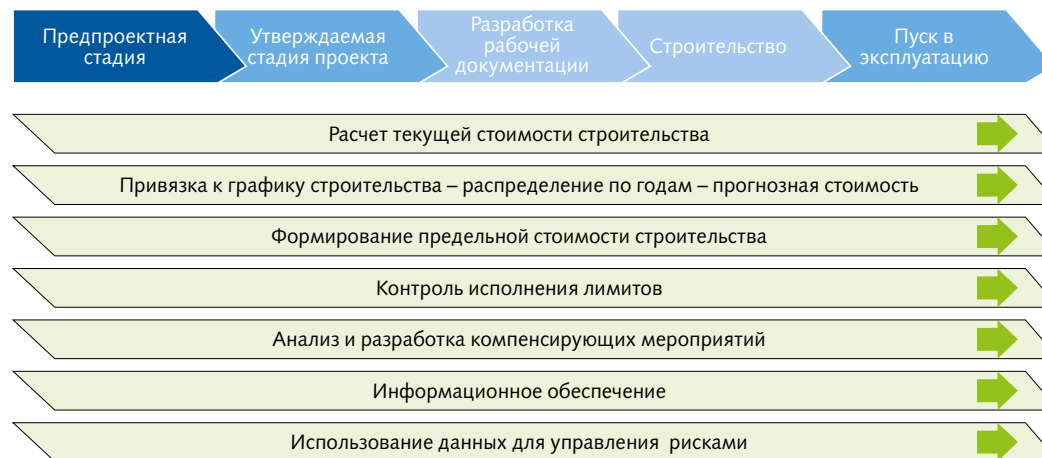 Предпроектная
стадия
Утверждаемая
стадия проекта
Разработка
рабочей
документации
Строительство
Пуск в
эксплуатацию
Расчет текущей стоимости строительства
Привязка к графику строительства – распределение по годам – прогнозная стоимость
Формирование предельной стоимости строительства
Контроль исполнения лимитов
Анализ и разработка компенсирующих мероприятий
Информационное обеспечение
Использование данных для управления рисками